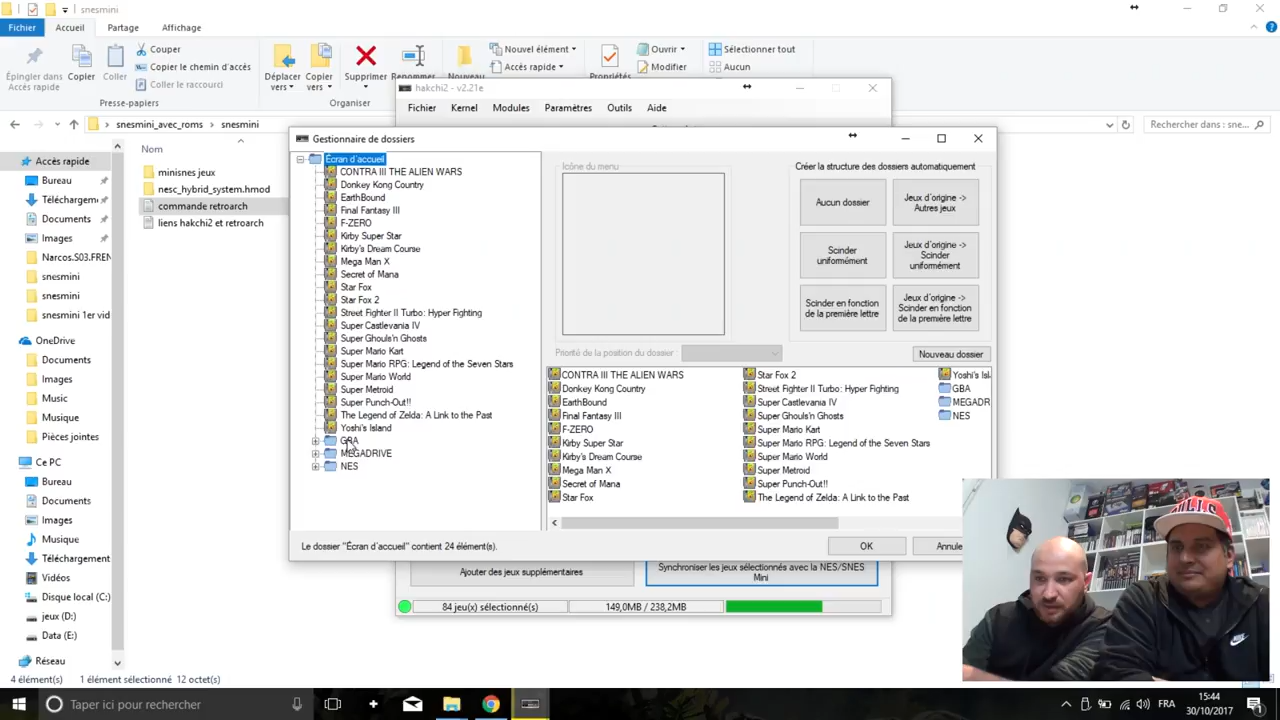 snesmini
Fichier Accueil Partage Affichage
Épingler dans Accès rapide
Copier
Coller
Couper
Copier le chemin d'accès
Coller le raccourci
Presse-papiers
Déplacer vers
Copier vers
Supprimer
Renommer
Organiser
Nouveau
Nouvel élément
Accès rapide
Propriétés
Ouvrir
Modifier
Sélectionner tout
Aucun
snesmini_avec_roms > snesmini
Rechercher dans : sne...
Accès rapide
Bureau
Téléchargem
Documents
Images
Narcos.S03.FREN
snesmini
snesmini
snesmini 1er vid
OneDrive
Documents
Images
Music
Musique
Pièces jointes
Ce PC
Bureau
Documents
Images
Musique
Téléchargement
Vidéos
Disque local (C:
jeux (D:)
Data (E:)
Réseau
4 élément(s) 1 élément sélectionné 12 octet(s)
Nom
minisnes jeux
nesc_hybrid_system.hmod
commande retroarch
liens hakchi2 et retroarch
hakchi2 - v2.21e
Fichier Kernel Modules Paramètres Outils Aide
Gestionnaire de dossiers
Écran d'accueil
CONTRA III THE ALIEN WARS
Donkey Kong Country
EarthBound
Final Fantasy III
F-ZERO
Kirby Super Star
Kirby's Dream Course
Mega Man X
Secret of Mana
Star Fox
Star Fox 2
Street Fighter II Turbo: Hyper Fighting
Super Castlevania IV
Super Ghoul'n Ghosts
Super Mario Kart
Super Mario RPG: Legend of the Seven Stars
Super Mario World
Super Metroid
Super Punch-Out!!
The Legend of Zelda: A Link to the Past
Yoshi's Island
GBA
MEGADRIVE
NES
Icône du menu
Créer la structure des dossiers automatiquement
Aucun dossier
Jeux d'origine -> Autres jeux
Scinder uniformément
Jeux d'origine -> Scinder uniformément
Scinder en fonction de la première lettre
Jeux d'origine -> Scinder en fonction de la première lettre
Priorité de la position du dossier
Nouveau dossier
CONTRA III THE ALIEN WARS
Donkey Kong Country
EarthBound
Final Fantasy III
F-ZERO
Kirby Super Star
Kirby's Dream Course
Mega Man X
Secret of Mana
Star Fox
Star Fox 2
Street Fighter II Turbo: Hyper Fighting
Super Castlevania IV
Super Ghoul'n Ghosts
Super Mario Kart
Super Mario RPG: Legend of the Seven Stars
Super Mario World
Super Metroid
Super Punch-Out!!
The Legend of Zelda: A Link to the Past
Yoshi's Isl
GBA
MEGADR
NES
Le dossier "Écran d'accueil" contient 24 élément(s).
OK
Annule
Ajouter des jeux supplémentaires
Synchroniser les jeux sélectionnés avec la NES/SNES Mini
84 jeu(x) sélectionné(s)
149,0MB / 238,2MB
BULLS
Taper ici pour rechercher
FRA
15:44
30/10/2017